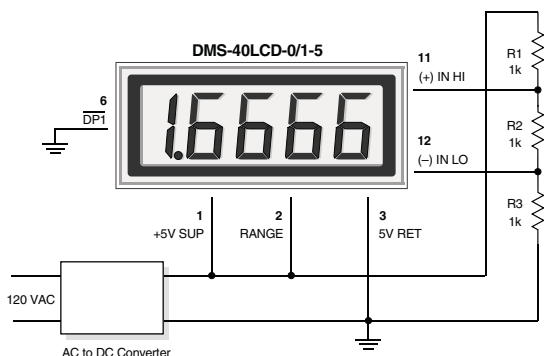 DMS-40LCD-0/1-5
11
(+) IN HI
R1
1k
6
DP1
1.6666
R2
1k
12
(–) IN LO
R3
1k
1
+5V SUP
2
RANGE
3
5V RET
120 VAC
AC to DC Converter